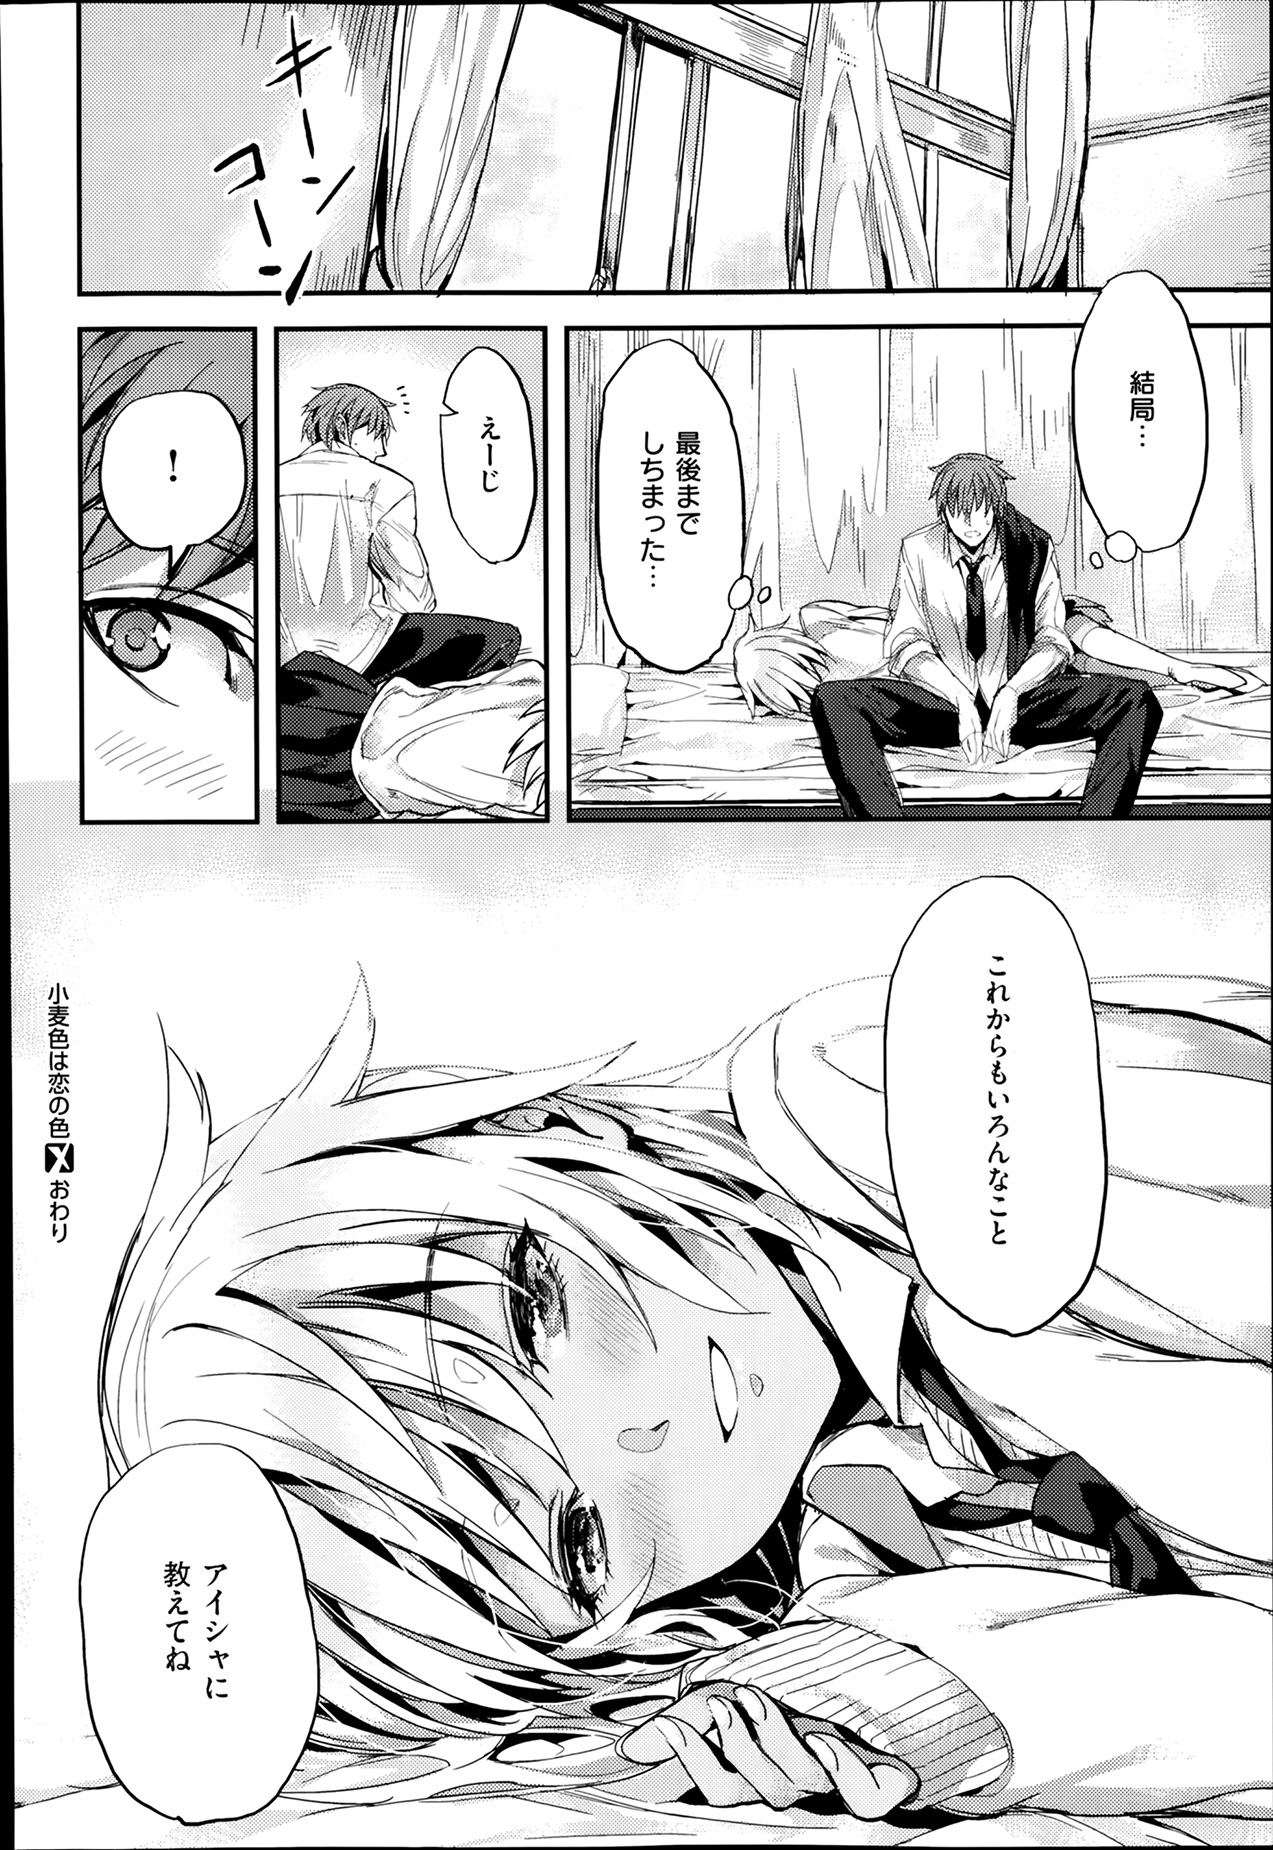 キーン
コーン
結局…
最後まで
しちまった…
えーじ
！
これからもいろんなこと
アイシャに
教えてね
小麦色は恋の色 X おわり